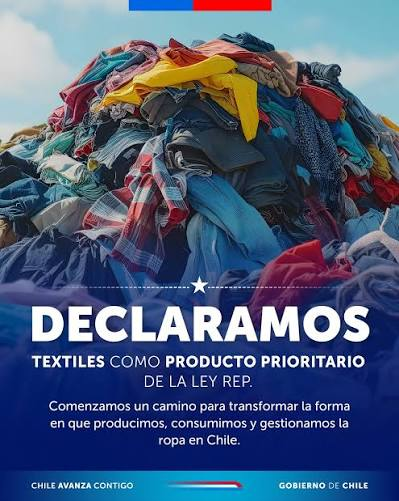 DECLARAMOS
TEXTILES COMO PRODUCTO PRIORITARIO
DE LA LEY REP.
Comenzamos un camino para transformar la forma
en que producimos, consumimos y gestionamos la
ropa en Chile.
CHILE AVANZA CONTIGO
GOBIERNO DE CHILE